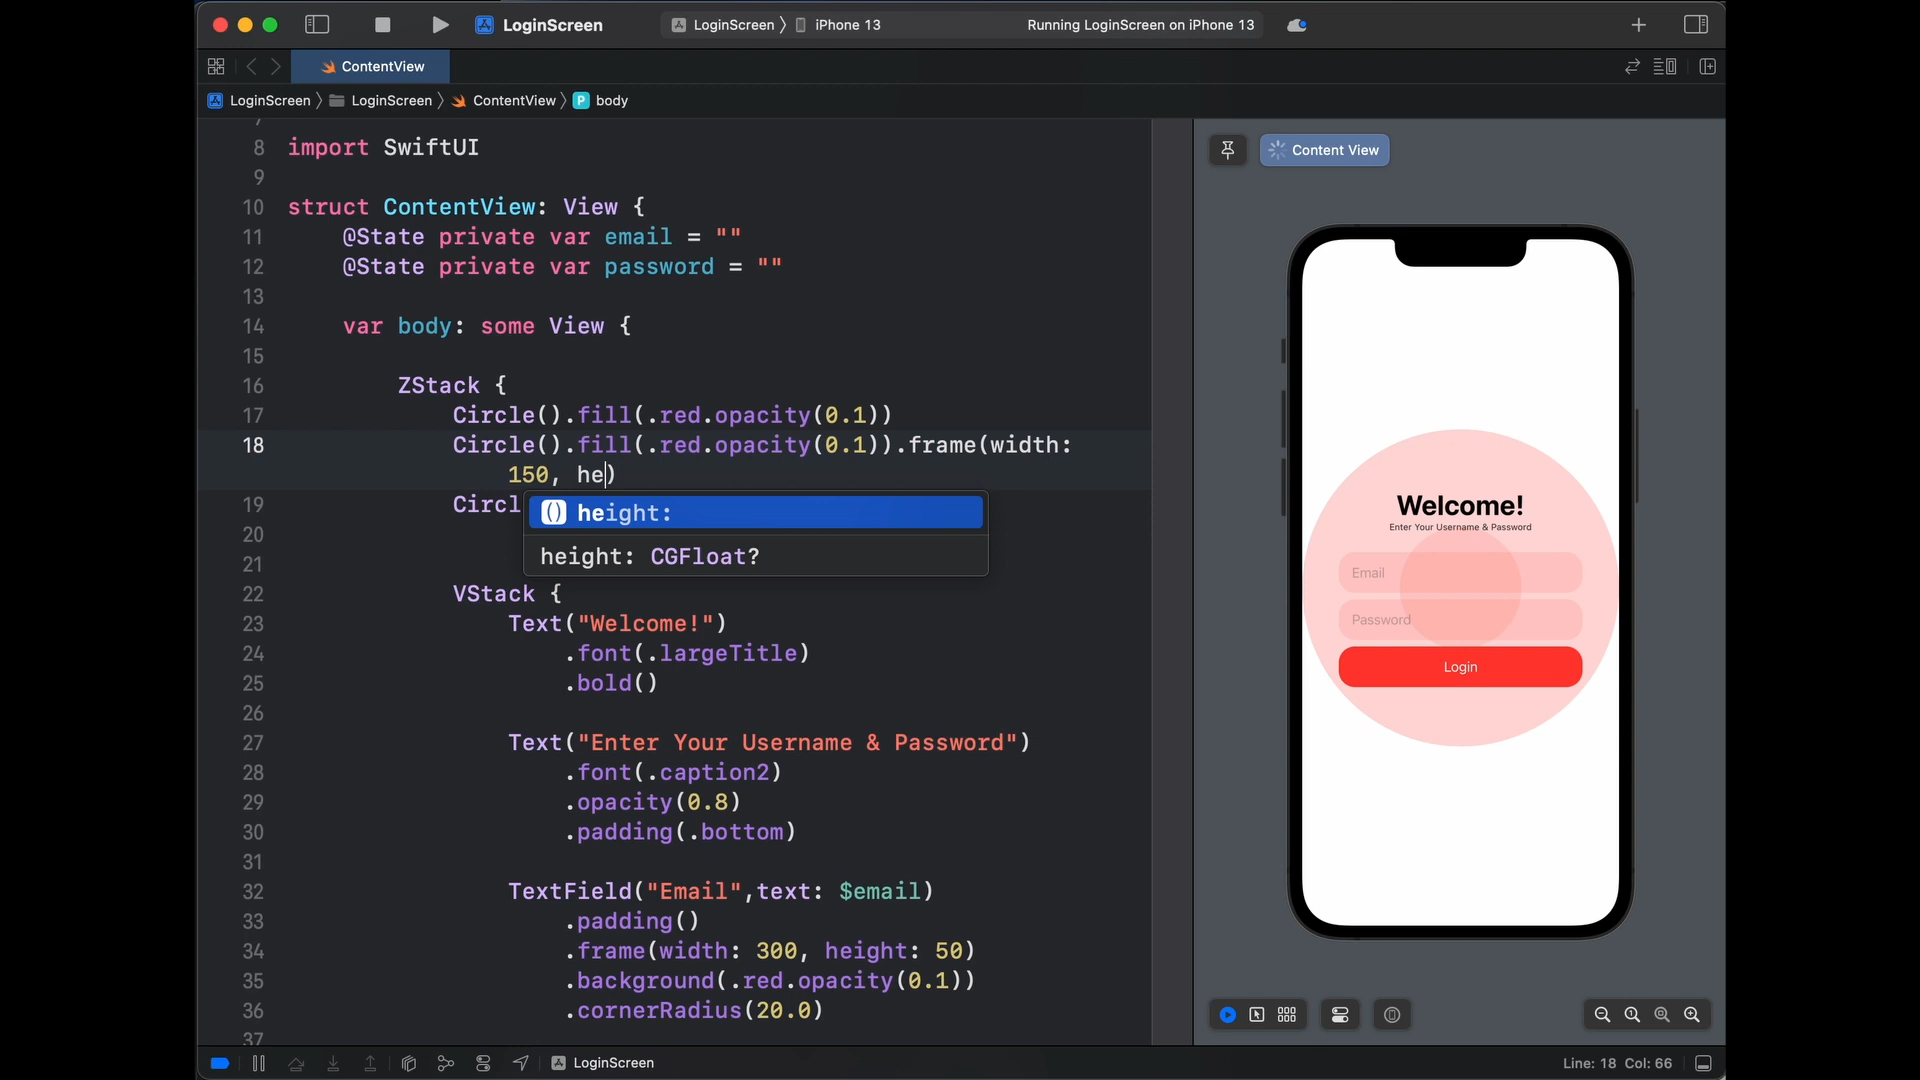 LoginScreen
LoginScreen
iPhone 13
Running LoginScreen on iPhone 13
ContentView
LoginScreen
LoginScreen
ContentView
P body
8 import SwiftUI
9
10 struct ContentView: View {
11 @State private var email = ""
12 @State private var password = ""
13
14 var body: some View {
15
16 ZStack {
17 Circle().fill(.red.opacity(0.1))
18 Circle().fill(.red.opacity(0.1)).frame(width:
150, he)
19 Circl
() height:
20
height: CGFloat?
21
22 VStack {
23 Text("Welcome!")
24 .font(.largeTitle)
25 .bold()
26
27 Text("Enter Your Username & Password")
28 .font(.caption2)
29 .opacity(0.8)
30 .padding(.bottom)
31
32 TextField("Email",text: $email)
33 .padding()
34 .frame(width: 300, height: 50)
35 .background(.red.opacity(0.1))
36 .cornerRadius(20.0)
37
Content View
Welcome!
Enter Your Username & Password
Email
Password
Login
LoginScreen
Line: 18 Col: 66